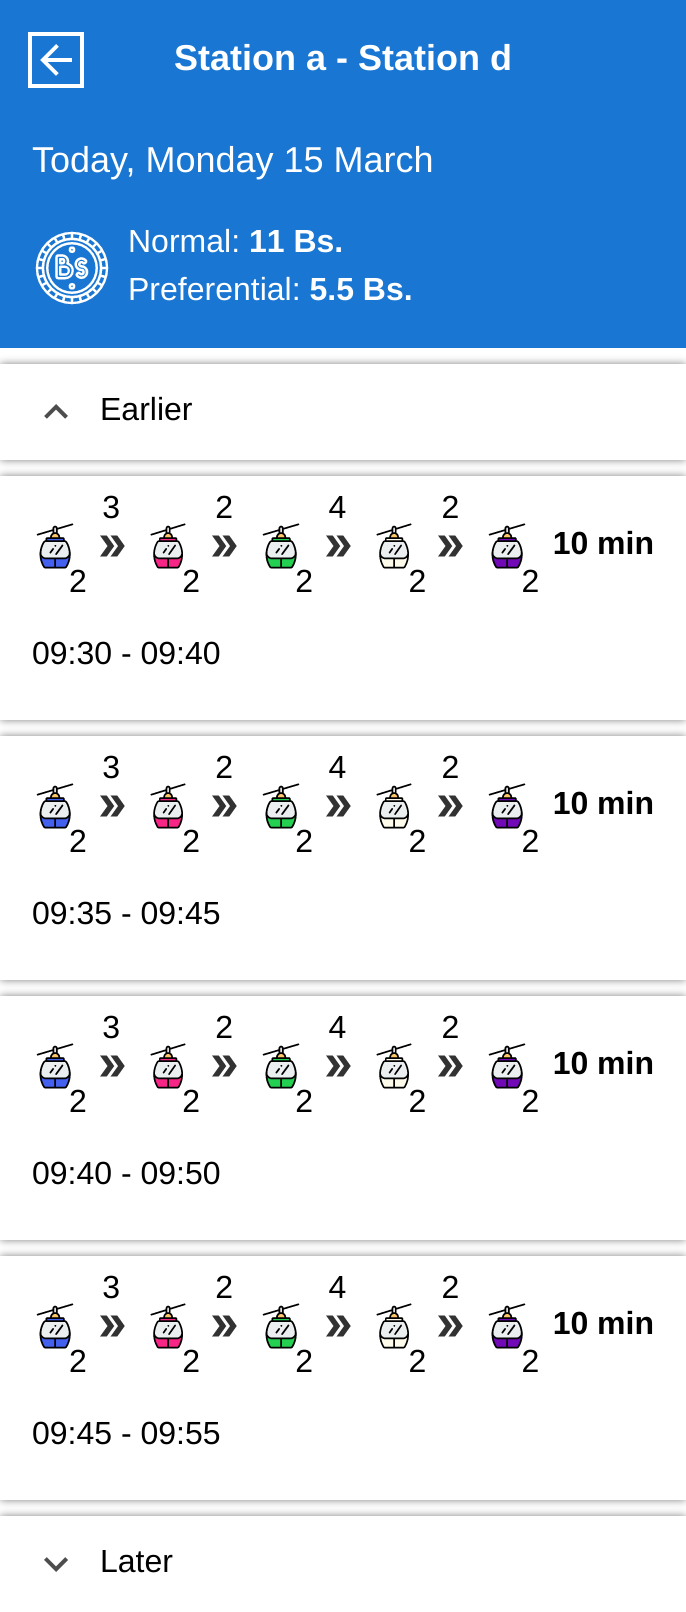 Station a - Station d
Today, Monday 15 March
Bs
Normal: 11 Bs.
Preferential: 5.5 Bs.
Earlier
3 2 4 2
» » » » 10 min
2 2 2 2 2
09:30 - 09:40
3 2 4 2
» » » » 10 min
2 2 2 2 2
09:35 - 09:45
3 2 4 2
» » » » 10 min
2 2 2 2 2
09:40 - 09:50
3 2 4 2
» » » » 10 min
2 2 2 2 2
09:45 - 09:55
Later